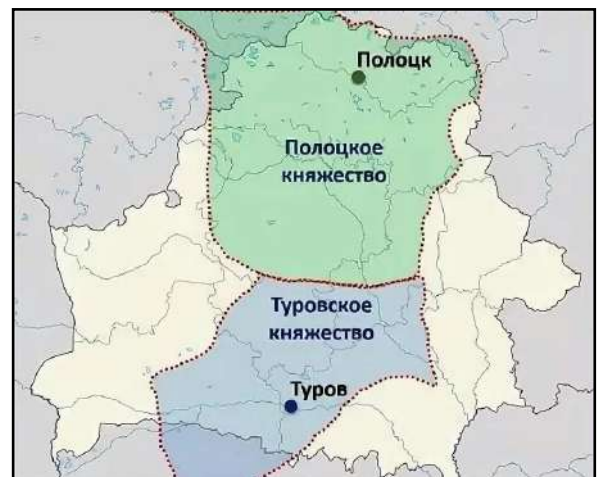 Полоцк
Полоцкое
княжество
Туровское
княжество
Туров